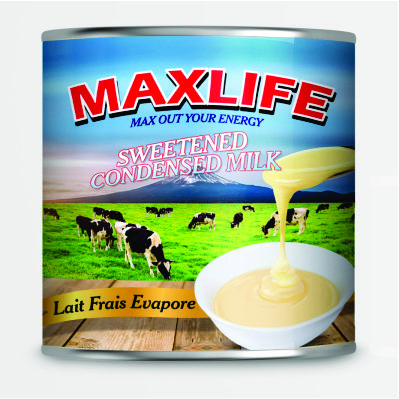 MAXLIFE
MAX OUT YOUR ENERGY
SWEETENED
CONDENSED MILK
Lait Frais Evapore